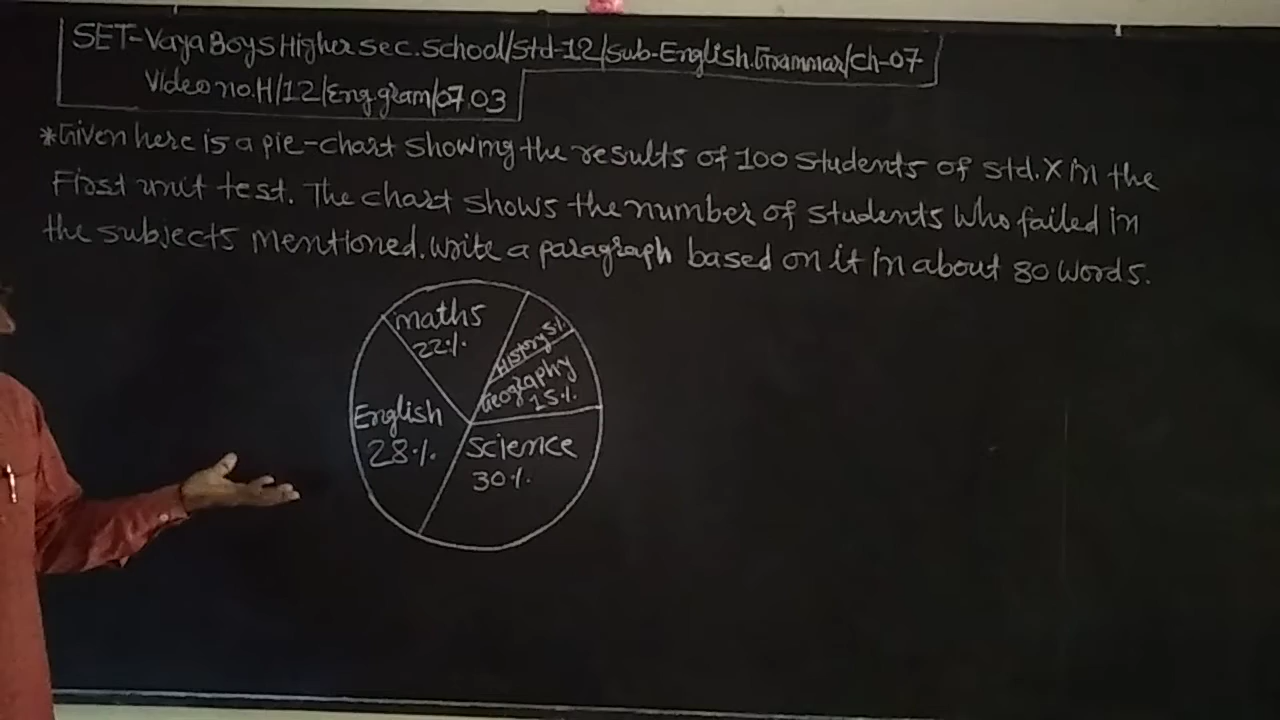 SET-Vaya Boys Higher sec. School/Std-12/Sub-English Grammar/ch-07
Video no.H/12/Eng gram/07.03
*Given here is a pie-chart showing the results of 100 students of std. X in the
First unit test. The chart shows the number of students who failed in
the subjects mentioned. write a paragraph based on it in about 80 words.
maths
22%
History 5%
Geography
15%
English
28%
Science
30%